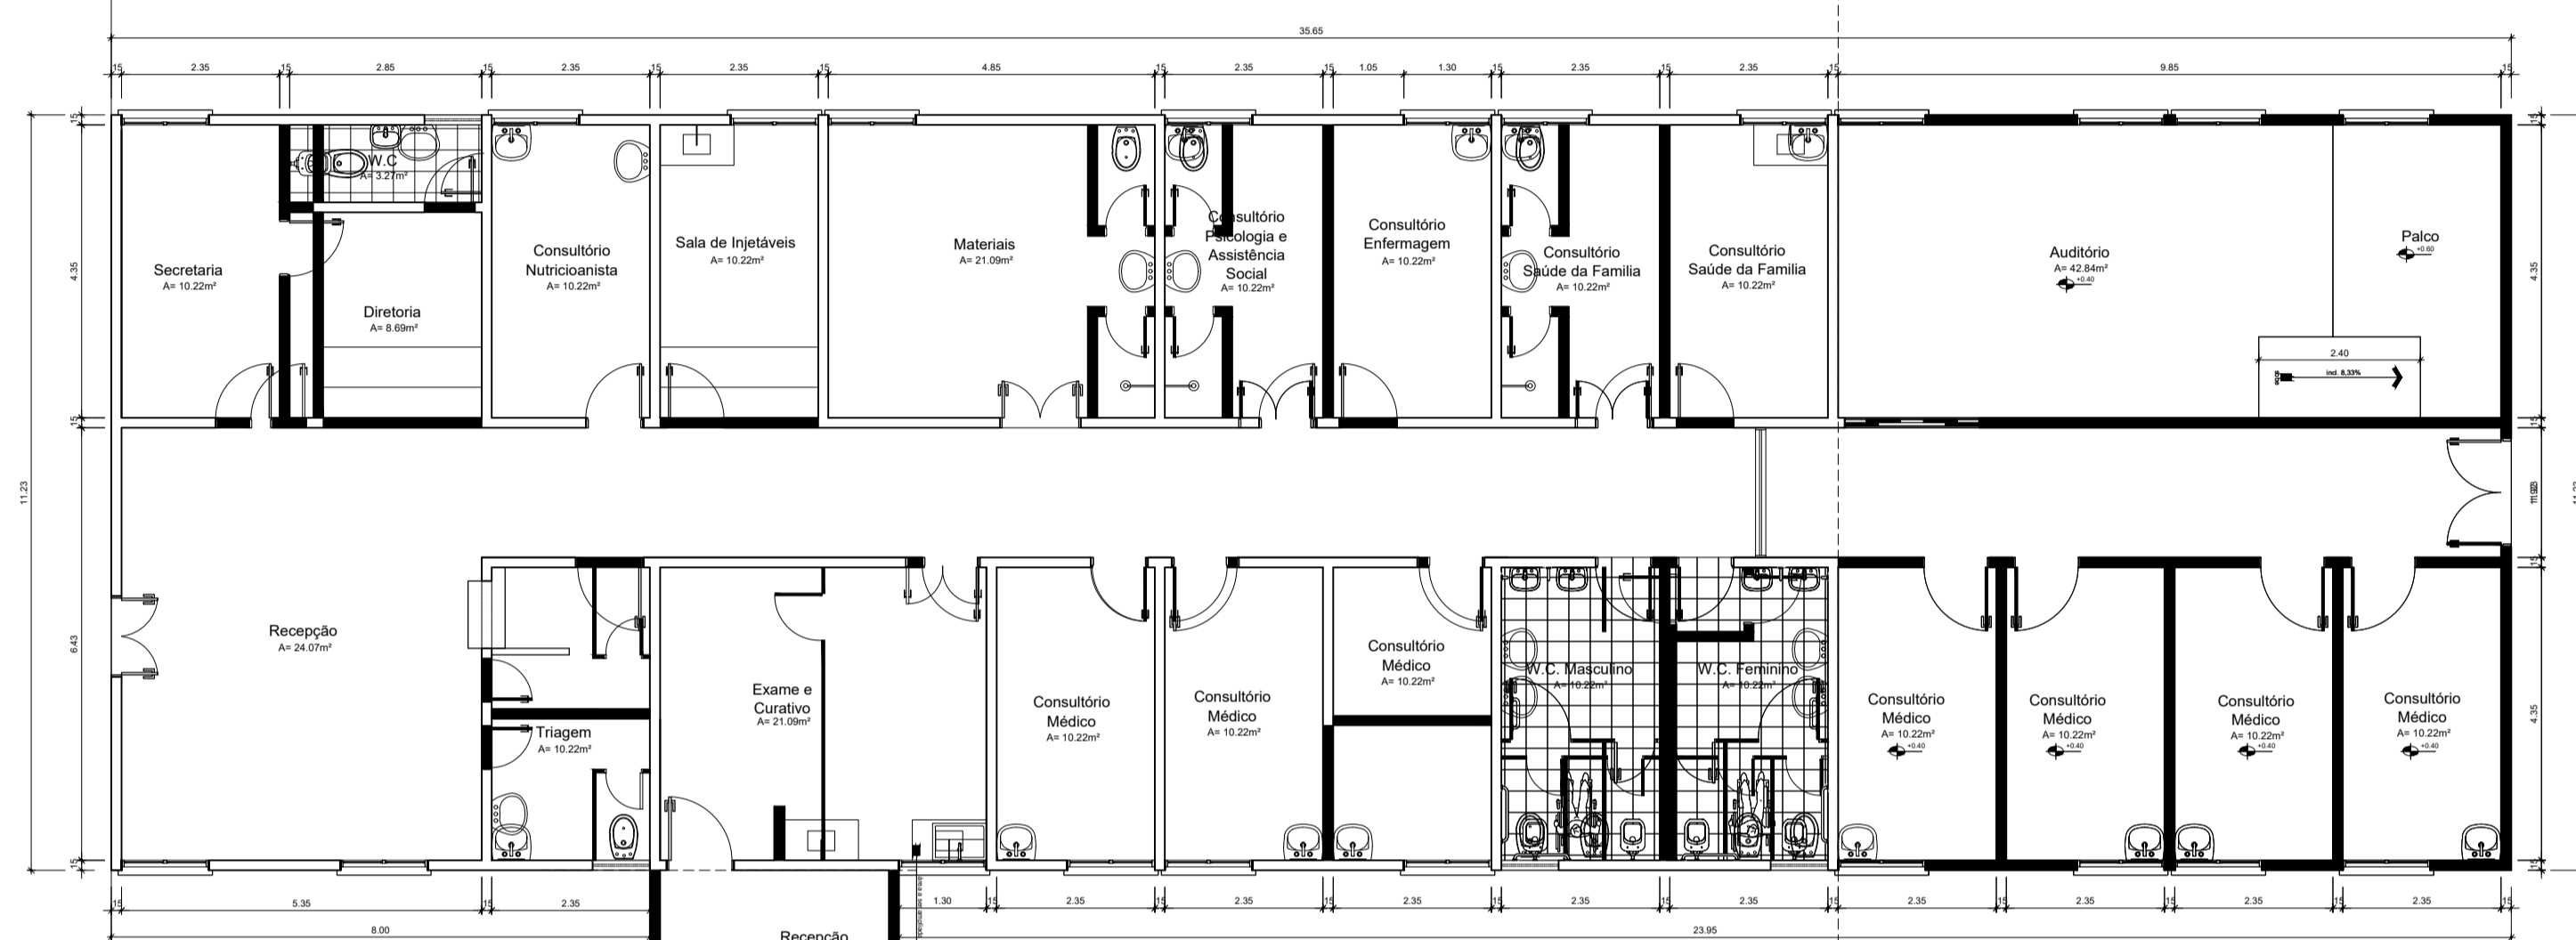 35.65
15 2.35 15 2.85 15 2.35 15 2.35 15 4.85 15 2.35 15 1.05 1.30 15 2.35 15 2.35 15 9.85 15
15
15
W.C
A= 3.27m²
Secretaria
A= 10.22m²
Diretoria
A= 8.69m²
Consultório
Nutricioanista
A= 10.22m²
Sala de Injetáveis
A= 10.22m²
Materiais
A= 21.09m²
Consultório
Psicologia e
Assistência
Social
A= 10.22m²
Consultório
Enfermagem
A= 10.22m²
Consultório
Saúde da Familia
A= 10.22m²
Consultório
Saúde da Familia
A= 10.22m²
Auditório
A= 42.84m²
+0.40
Palco
+0.60
2.40
incl. 8,33%
4.35
4.35
15
15
11.23
15
6.43
4.35
Recepção
A= 24.07m²
Triagem
A= 10.22m²
Exame e
Curativo
A= 21.09m²
Consultório
Médico
A= 10.22m²
Consultório
Médico
A= 10.22m²
Consultório
Médico
A= 10.22m²
W.C. Masculino
A= 10.22m²
W.C. Feminino
A= 10.22m²
Consultório
Médico
A= 10.22m²
+0.40
Consultório
Médico
A= 10.22m²
+0.40
Consultório
Médico
A= 10.22m²
+0.40
Consultório
Médico
A= 10.22m²
+0.40
15
15
15 5.35 15 2.35 1.30 15 2.35 15 2.35 15 2.35 15 2.35 15 2.35 15 2.35 15 2.35 15 2.35 15 2.35 15
8.00
23.95
Recepção